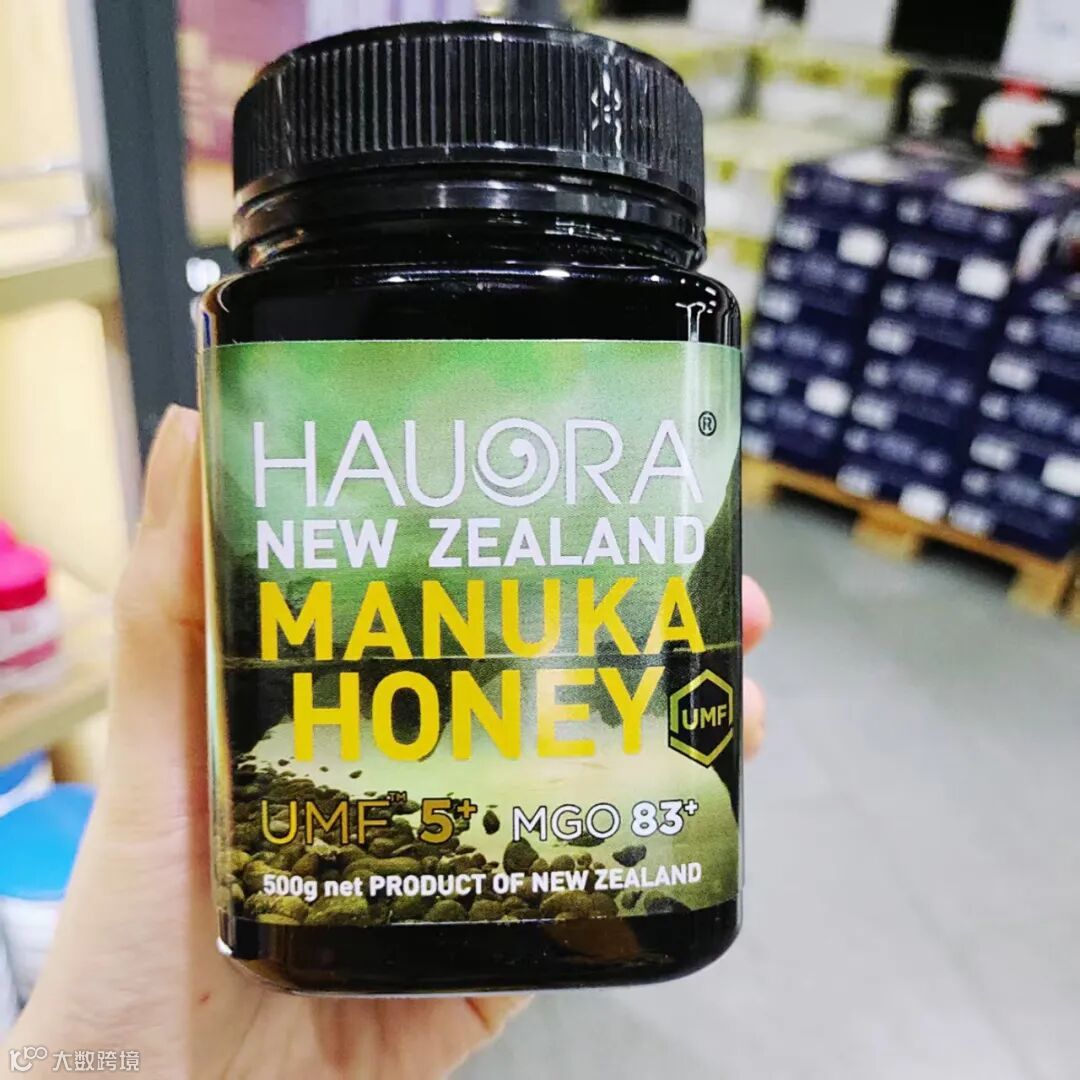 HAUORA®
NEW ZEALAND
MANUKA
HONEY
UMF
UMF™ 5+ MGO 83+
500g net PRODUCT OF NEW ZEALAND
大数跨境